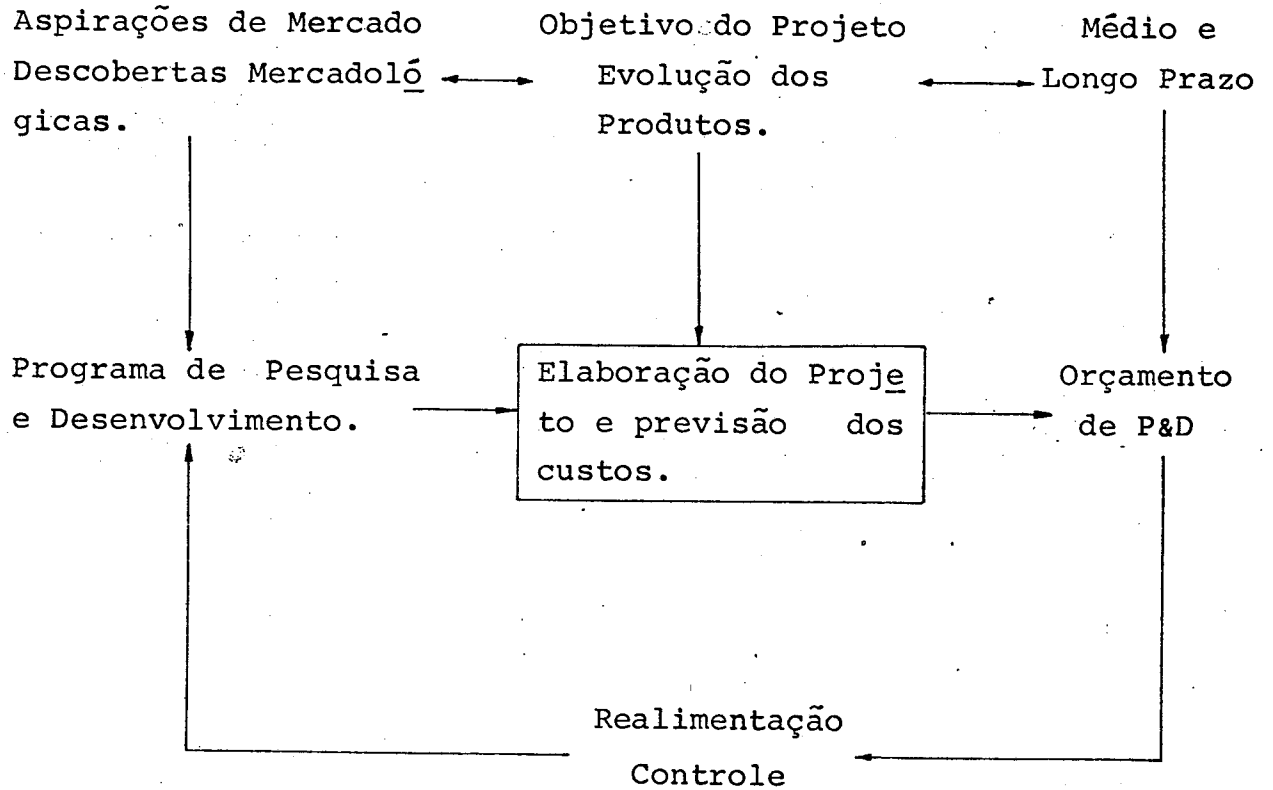 Aspirações de Mercado
Descobertas Mercadoló
gicas.
Objetivo do Projeto
Evolução dos
Produtos.
Médio e
Longo Prazo
Programa de Pesquisa
e Desenvolvimento.
Elaboração do Proje
to e previsão dos
custos.
Orçamento
de P&D
Realimentação
Controle